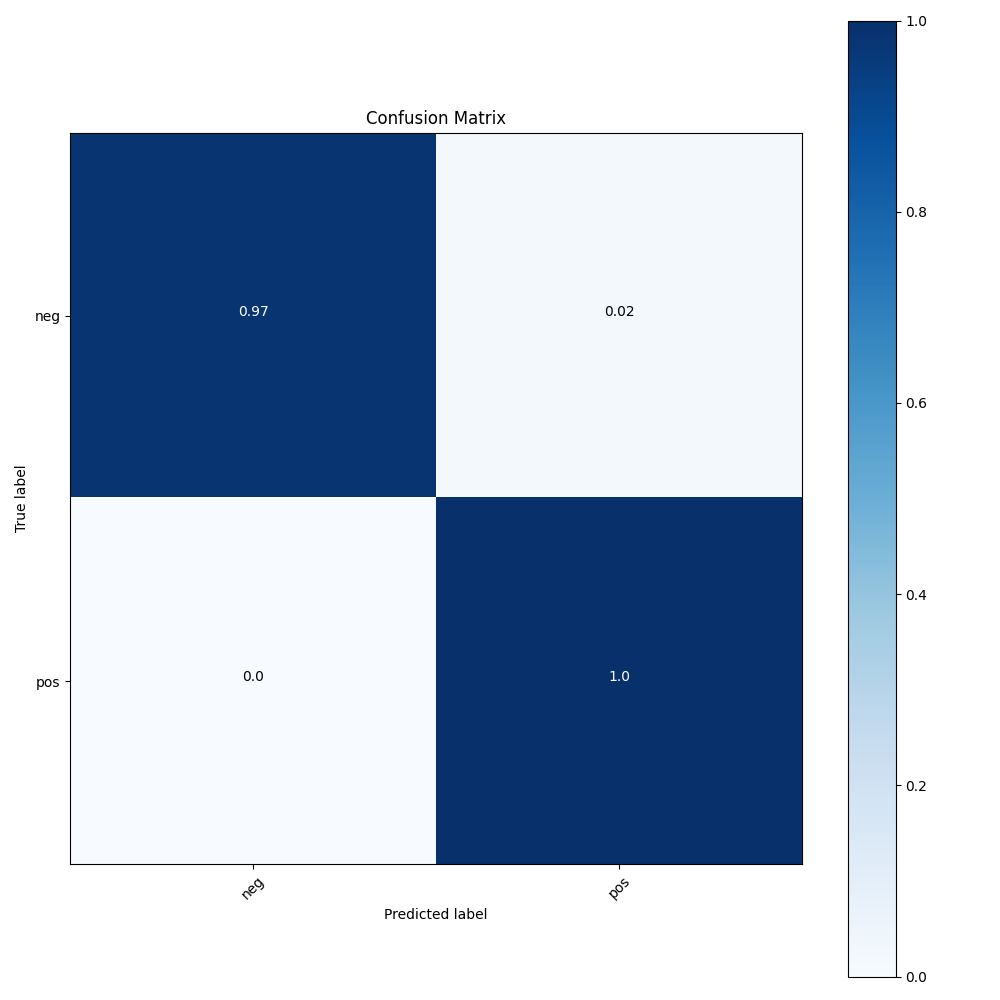 Confusion Matrix
1.0
0.8
0.6
0.4
0.2
0.0
True label
neg
0.97
0.02
pos
0.0
1.0
neg
pos
Predicted label